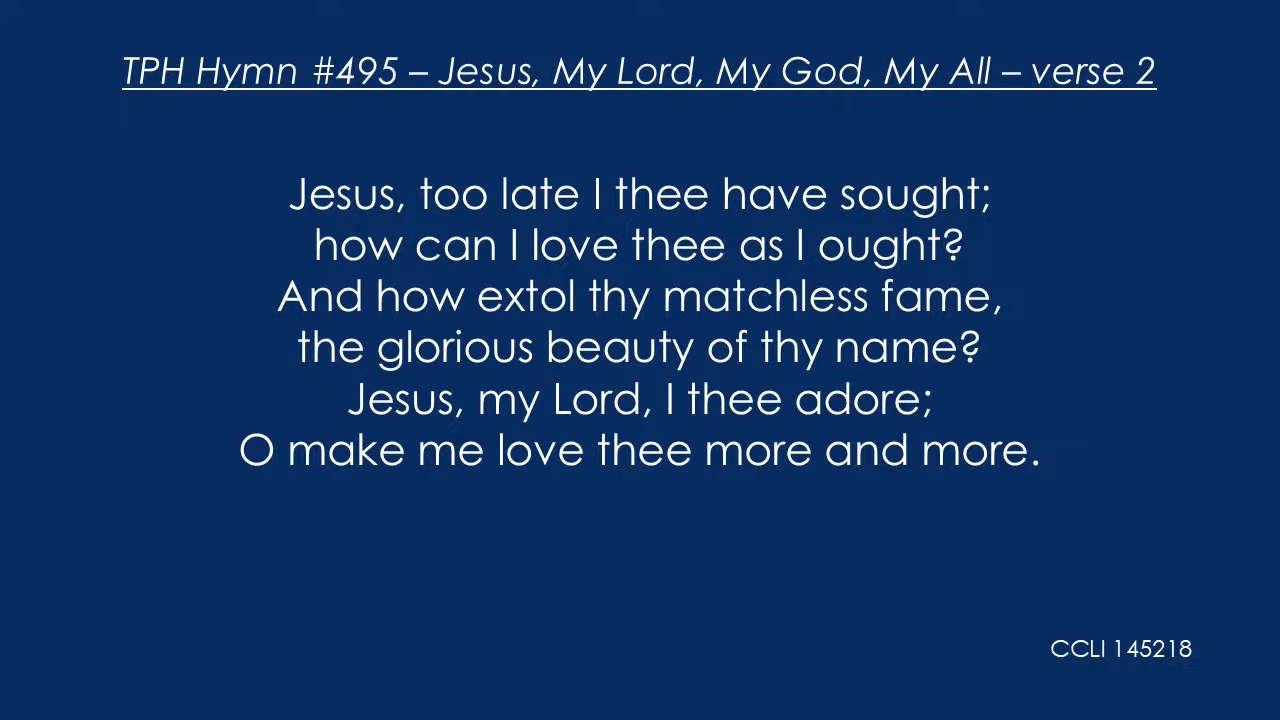 TPH Hymn #495 – Jesus, My Lord, My God, My All – verse 2
Jesus, too late I thee have sought;
how can I love thee as I ought?
And how extol thy matchless fame,
the glorious beauty of thy name?
Jesus, my Lord, I thee adore;
O make me love thee more and more.
CCLI 145218